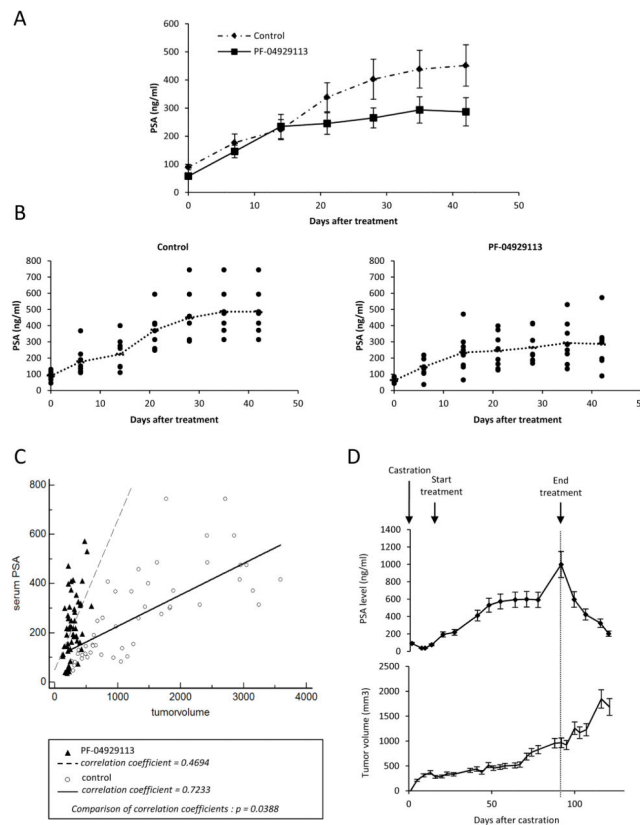 A
600
500
400
300
200
100
0
PSA (ng/ml)
Control
PF-04929113
0 10 20 30 40 50
Days after treatment
B
Control
800
700
600
500
400
300
200
100
0
PSA (ng/ml)
0 10 20 30 40 50
Days after treatment
PF-04929113
800
700
600
500
400
300
200
100
0
PSA (ng/ml)
0 10 20 30 40 50
Days after treatment
C
800
600
400
200
0
serum PSA
0 1000 2000 3000 4000
tumorvolume
PF-04929113
correlation coefficient = 0.4694
control
correlation coefficient = 0.7233
Comparison of correlation coefficients : p = 0.0388
D
Castration
Start
treatment
End
treatment
1400
1200
1000
800
600
400
200
0
PSA level (ng/ml)
2500
2000
1500
1000
500
0
Tumor volume (mm3)
0 50 100
Days after castration